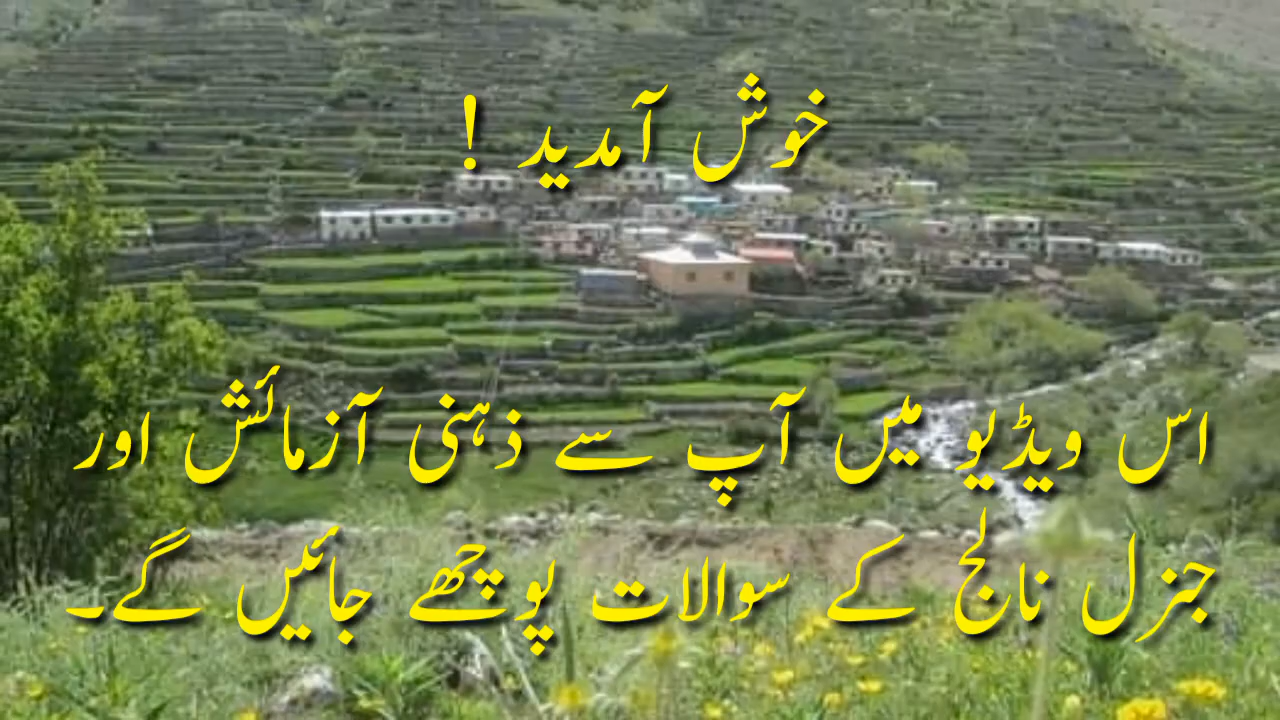 خوش آمدید !
اس ویڈیو میں آپ سے ذہنی آزمائش اور
جنرل نالج کے سوالات پوچھے جائیں گے۔